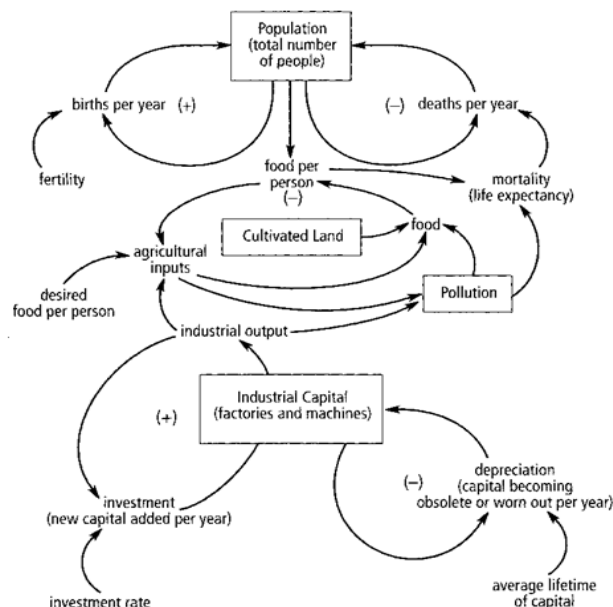 Population
(total number
of people)
births per year
(+)
(−)
deaths per year
fertility
food per
person
(−)
mortality
(life expectancy)
Cultivated Land
food
agricultural
inputs
desired
food per person
Pollution
industrial output
Industrial Capital
(factories and machines)
(+)
(−)
depreciation
(capital becoming
obsolete or worn out per year)
investment
(new capital added per year)
investment rate
average lifetime
of capital